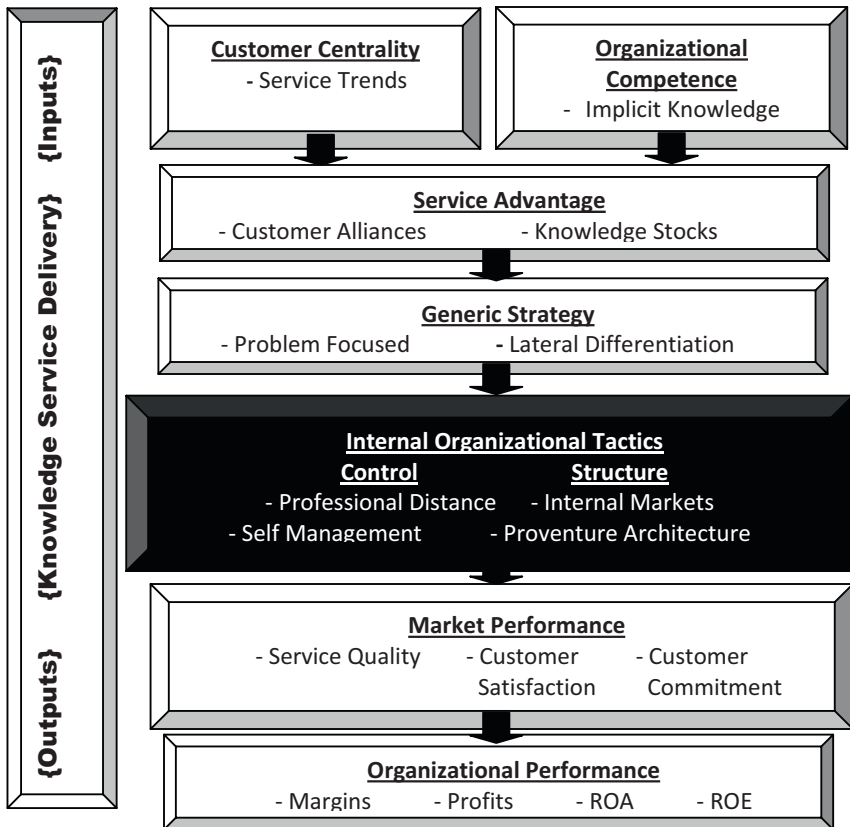 {Inputs}
{Knowledge Service Delivery}
{Outputs}
Customer Centrality
- Service Trends
Organizational
Competence
- Implicit Knowledge
Service Advantage
- Customer Alliances - Knowledge Stocks
Generic Strategy
- Problem Focused - Lateral Differentiation
Internal Organizational Tactics
Control Structure
- Professional Distance - Internal Markets
- Self Management - Proventure Architecture
Market Performance
- Service Quality - Customer - Customer
Satisfaction Commitment
Organizational Performance
- Margins - Profits - ROA - ROE